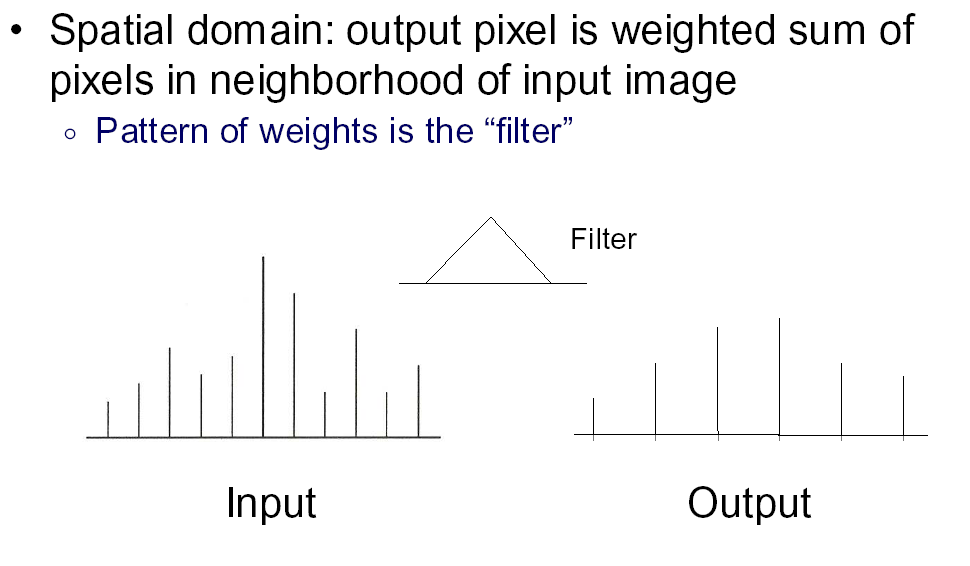 • Spatial domain: output pixel is weighted sum of
pixels in neighborhood of input image
○ Pattern of weights is the “filter”
Filter
Input
Output